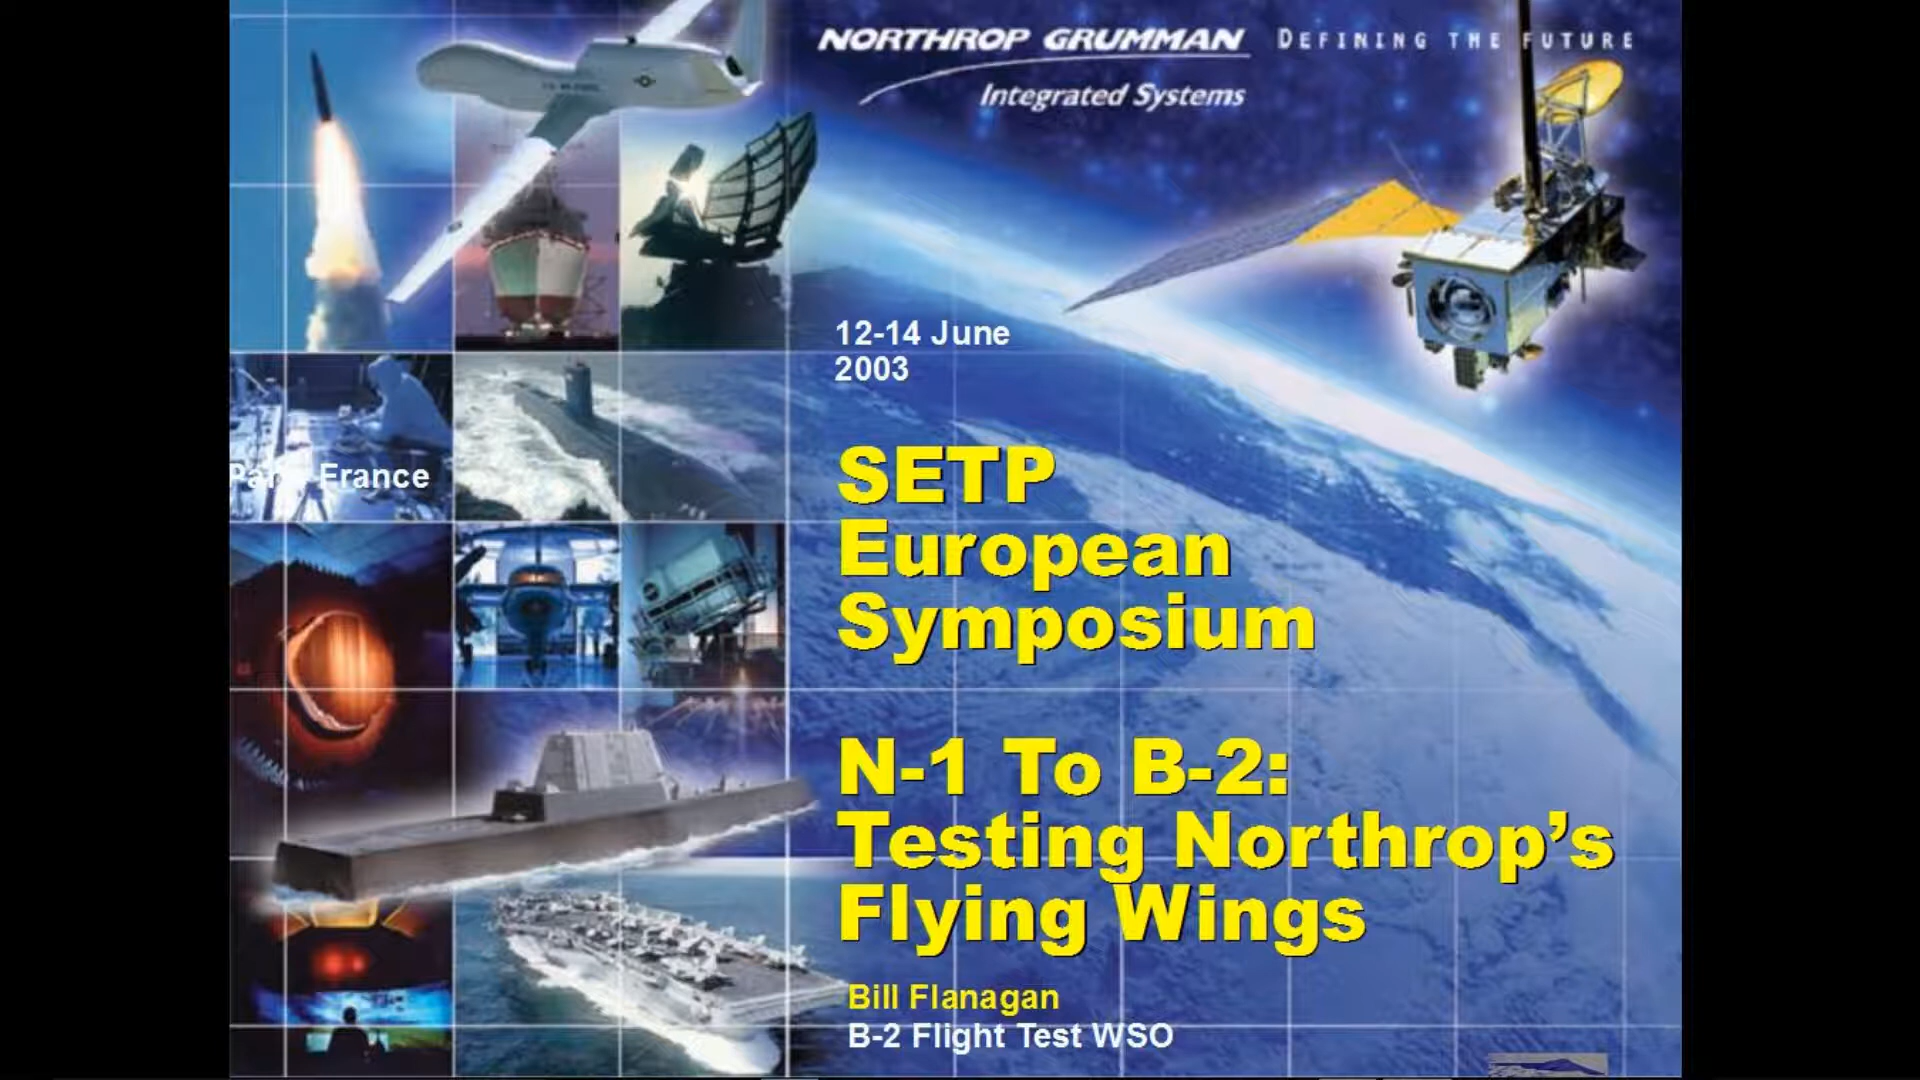 NORTHROP GRUMMAN DEFINING THE FUTURE
Integrated Systems
12-14 June
2003
Paris France
SETP
European
Symposium
N-1 To B-2:
Testing Northrop’s
Flying Wings
Bill Flanagan
B-2 Flight Test WSO